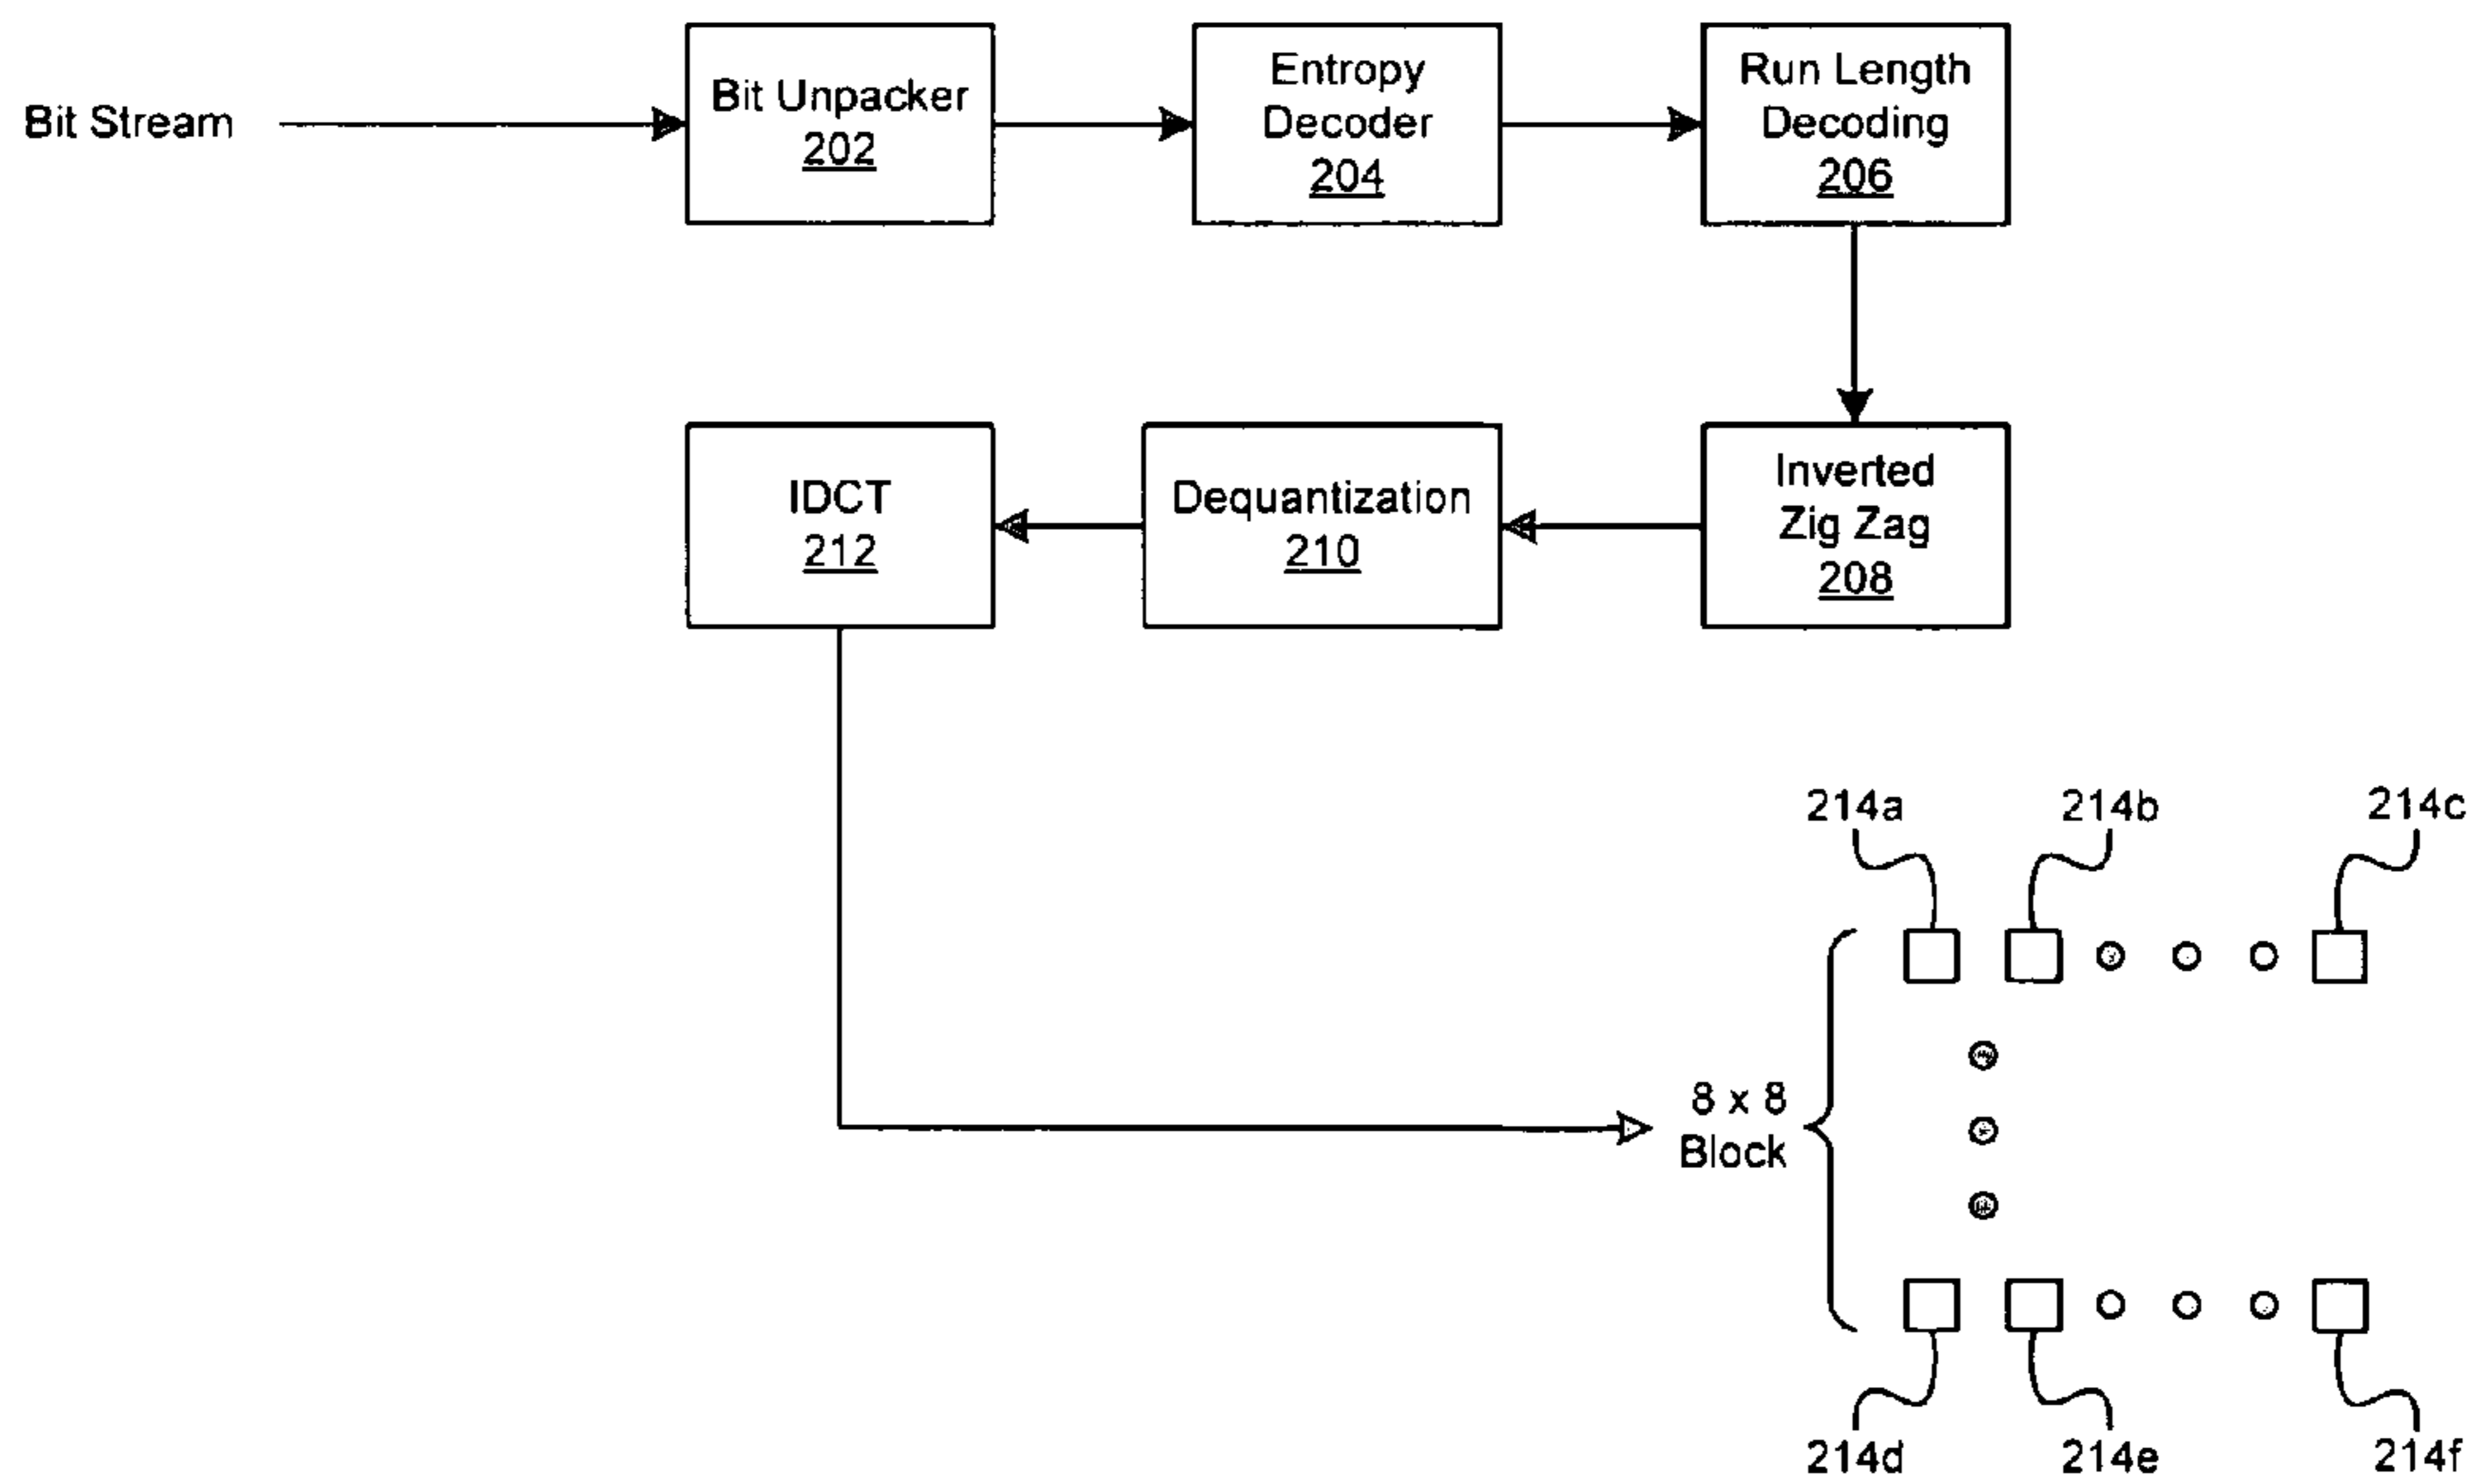 Bit Stream
Bit Unpacker
202
Entropy
Decoder
204
Run Length
Decoding
206
IDCT
212
Dequantization
210
Inverted
Zig Zag
208
214a
214b
214c
8 x 8
Block
214d
214e
214f